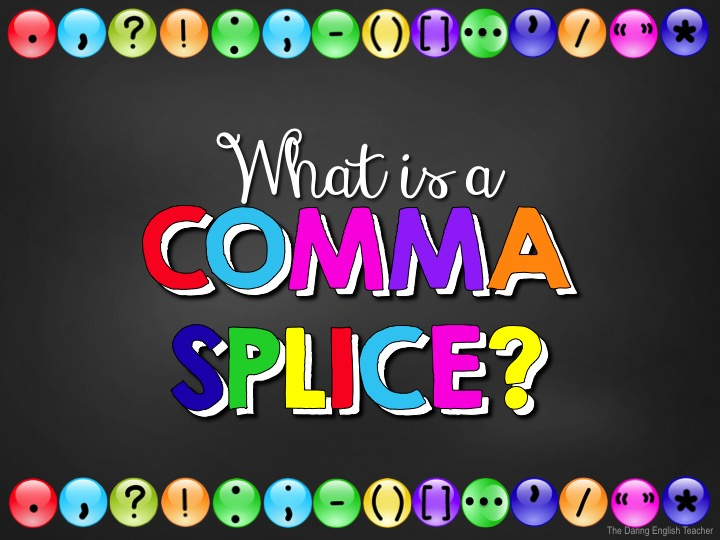 . , ? ! : ; - () [] ... ’ / “ ” *
What is a
COMMA
SPLICE?
. , ? ! : ; - () [] ... ’ / “ ” *
The Daring English Teacher